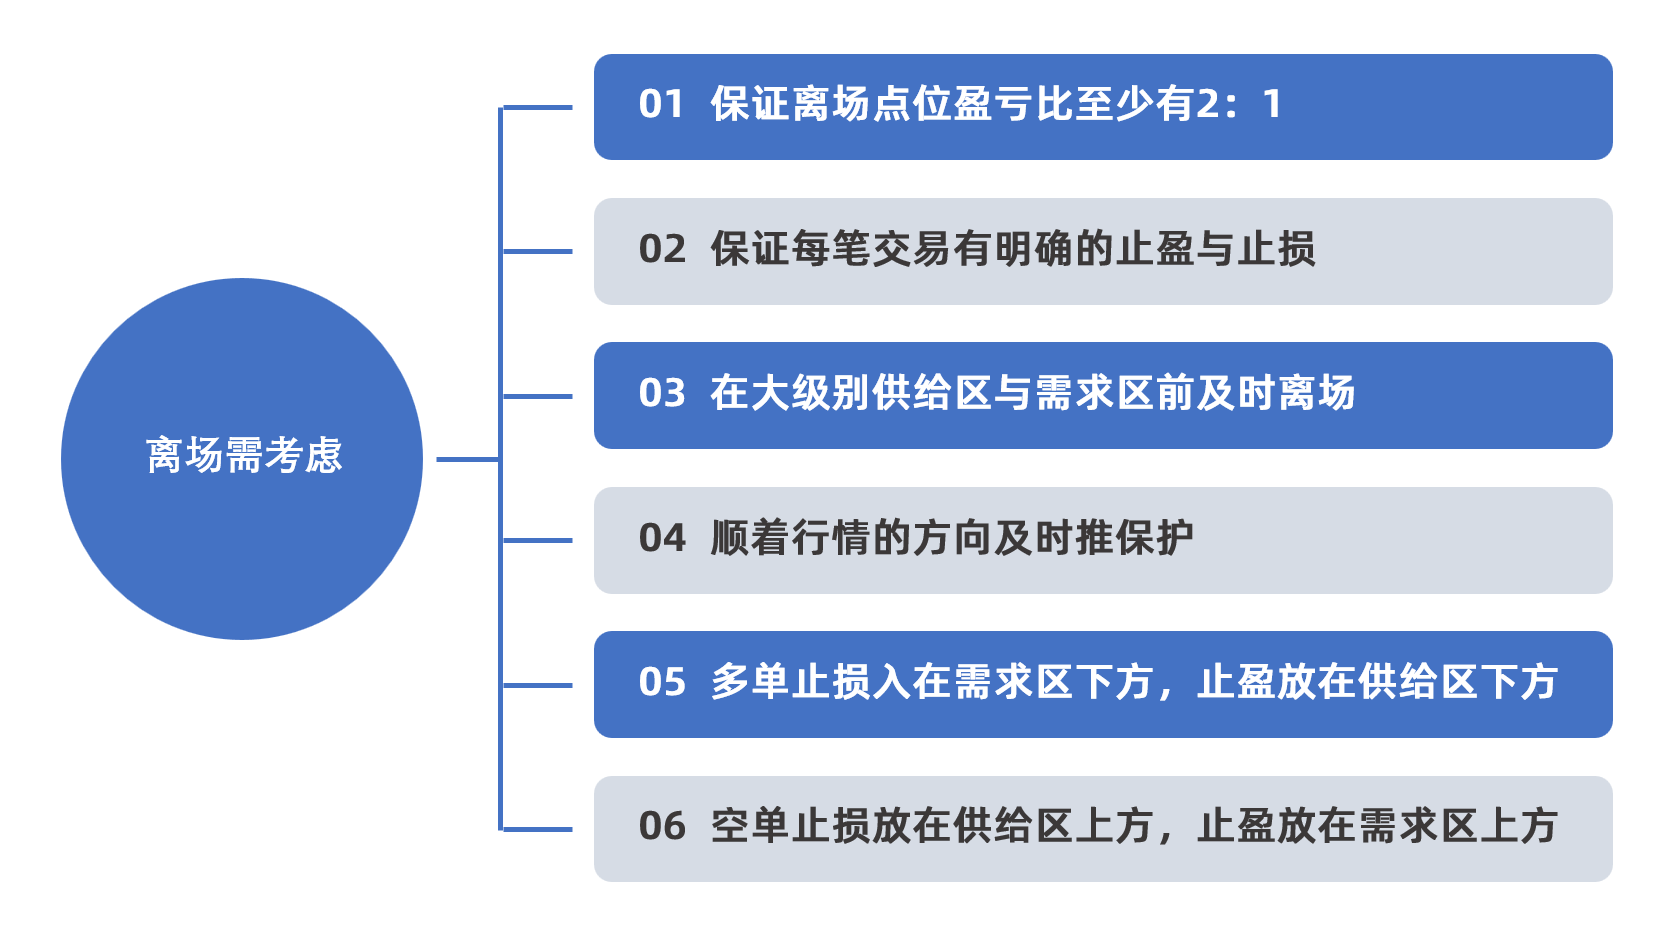 离场需考虑
01 保证离场点位盈亏比至少有2：1
02 保证每笔交易有明确的止盈与止损
03 在大级别供给区与需求区前及时离场
04 顺着行情的方向及时推保护
05 多单止损入在需求区下方，止盈放在供给区下方
06 空单止损放在供给区上方，止盈放在需求区上方